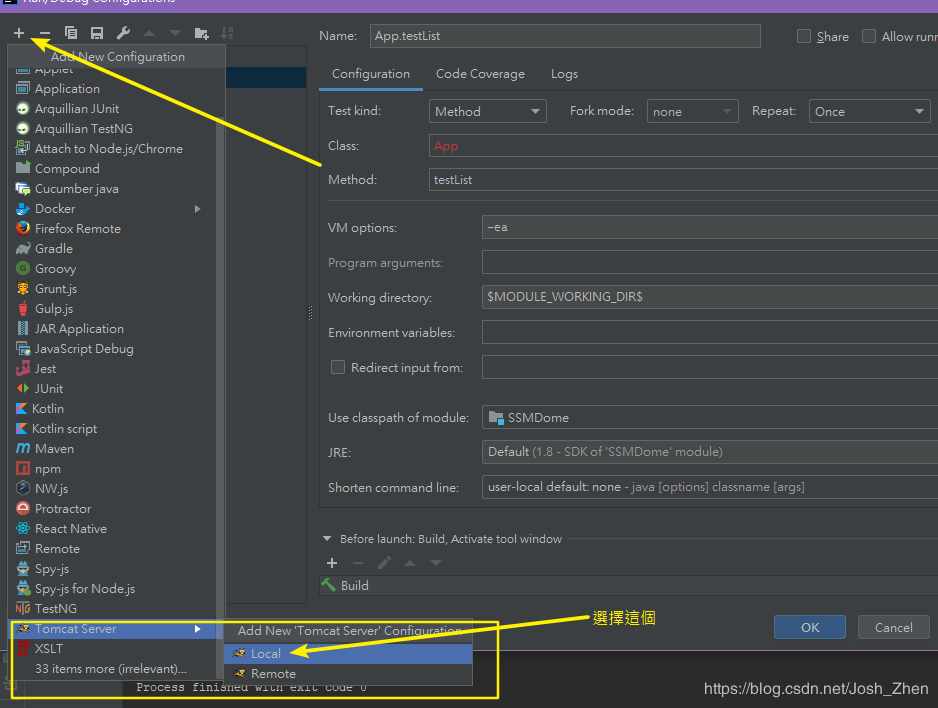 Run/Debug Configurations
Add New Configuration
Applet
Application
Arquillian JUnit
Arquillian TestNG
Attach to Node.js/Chrome
Compound
Cucumber java
Docker
Firefox Remote
Gradle
Groovy
Grunt.js
Gulp.js
JAR Application
JavaScript Debug
Jest
JUnit
Kotlin
Kotlin script
Maven
npm
NW.js
Protractor
React Native
Remote
Spy-js
Spy-js for Node.js
TestNG
Tomcat Server
XSLT
33 items more (irrelevant)...
Add New 'Tomcat Server' Configuration
Local
Remote
選擇這個
Name: App.testList
Share
Allow
Configuration Code Coverage Logs
Test kind: Method Fork mode: none Repeat: Once
Class: App
Method: testList
VM options: -ea
Program arguments:
Working directory: $MODULE_WORKING_DIR$
Environment variables:
Redirect input from:
Use classpath of module: SSMDome
JRE: Default (1.8 - SDK of 'SSMDome' module)
Shorten command line: user-local default: none - java [options] classname [args]
Before launch: Build, Activate tool window
Build
OK Cancel
Process finished with exit code 0
https://blog.csdn.net/Josh_Zhen